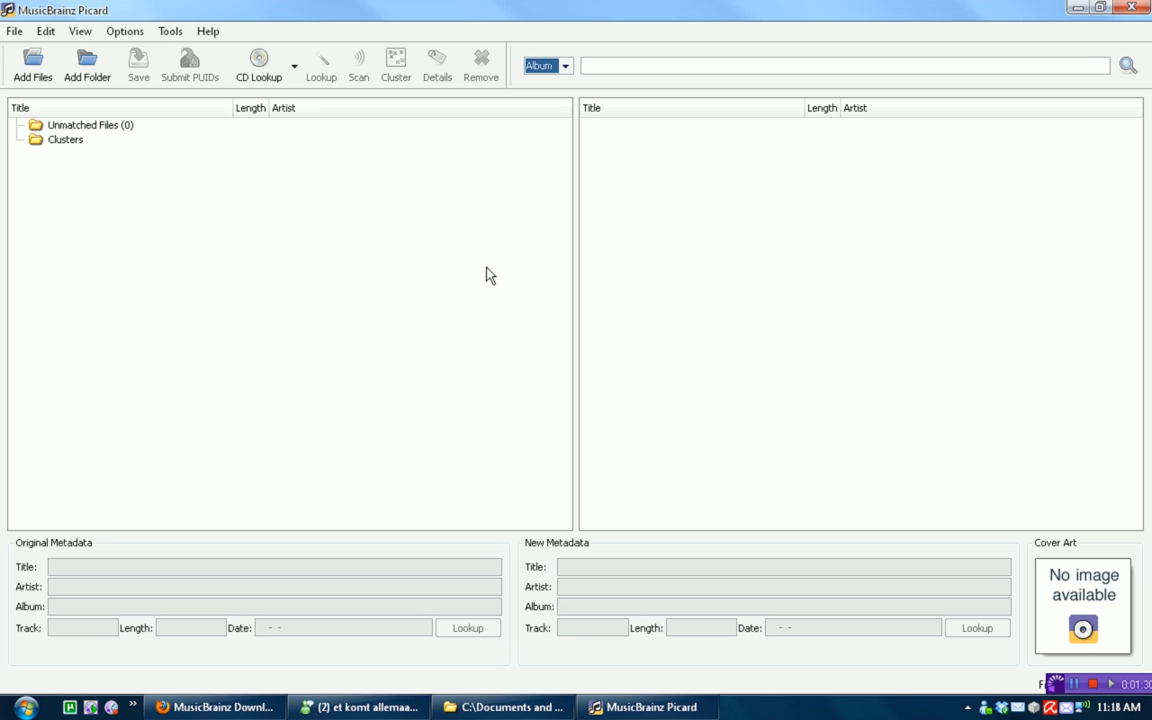 MusicBrainz Picard
File Edit View Options Tools Help
Add Files Add Folder Save Submit PUIDs CD Lookup Lookup Scan Cluster Details Remove Album
Title Length Artist Title Length Artist
Unmatched Files (0)
Clusters
Original Metadata New Metadata Cover Art
Title: Title: No image
Artist: Artist: available
Album: Album:
Track: Length: Date: - - Lookup Track: Length: Date: - - Lookup
0:01:30
MusicBrainz Downl... (2) et komt allemaa... C:\Documents and ... MusicBrainz Picard 11:18 AM